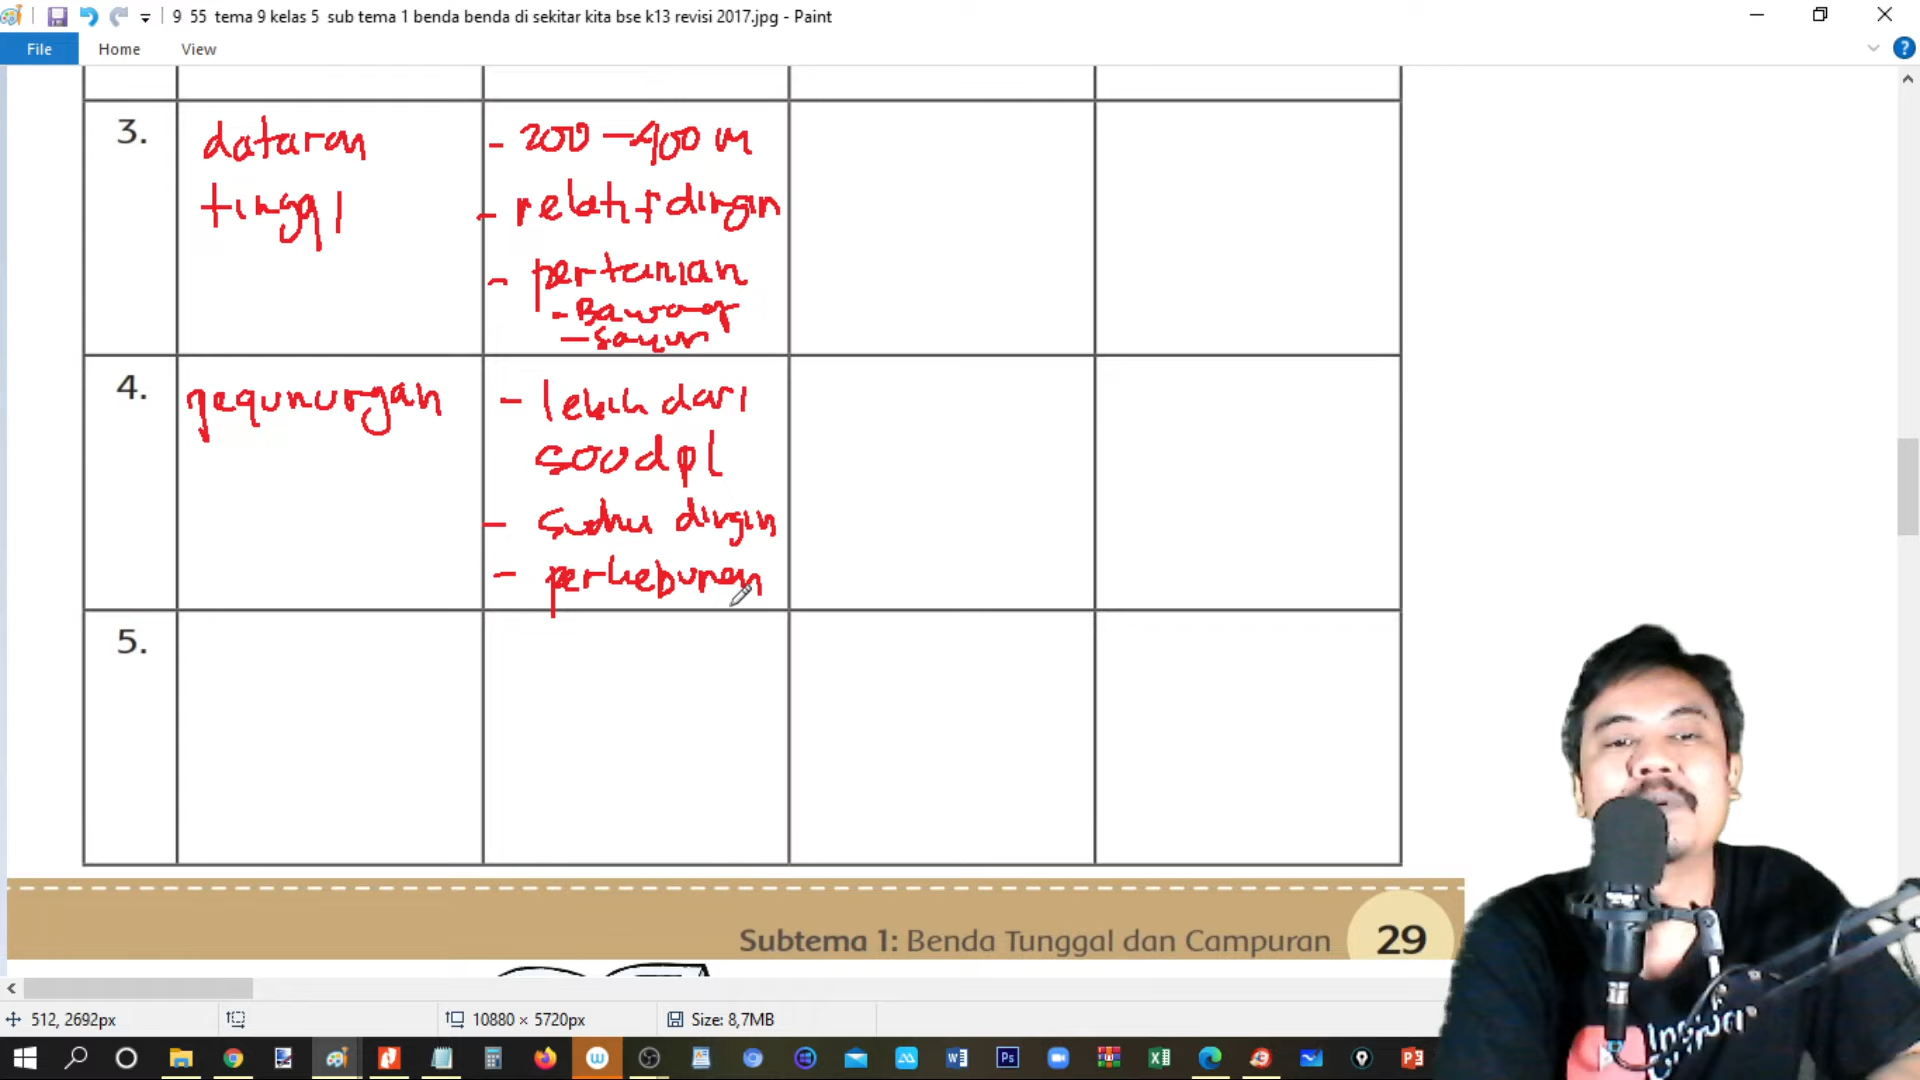 9 55 tema 9 kelas 5 sub tema 1 benda benda di sekitar kita bse k13 revisi 2017.jpg - Paint
File Home View
3.
dataran
tinggi
- 200 - 400 m
- relatif dingin
- pertanian
- Bawang
- Sayur
4.
pegunungan
- lebih dari
500 dpl
- suhu dingin
- perkebunan
5.
Subtema 1: Benda Tunggal dan Campuran 29
512, 2692px
10880 × 5720px
Size: 8,7MB